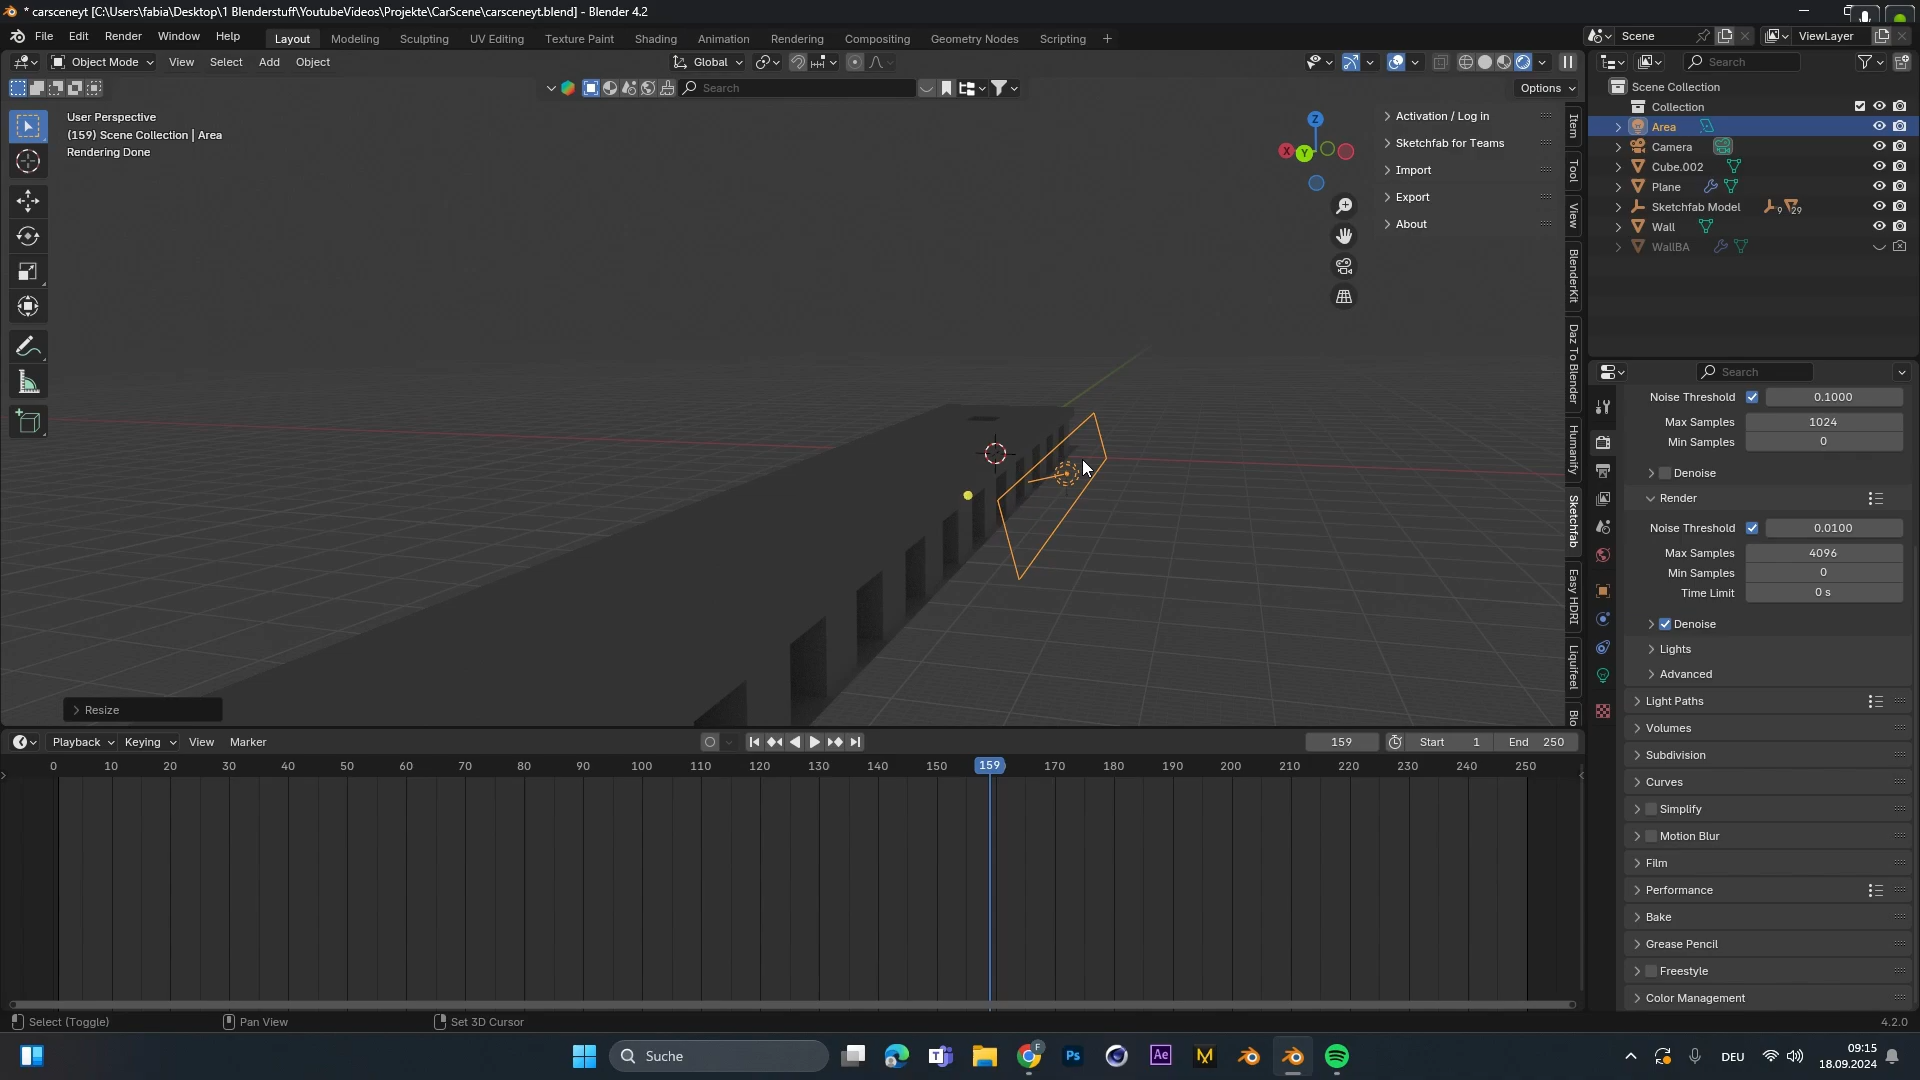 * carsceneyt [C:\Users\fabia\Desktop\1 Blenderstuff\YoutubeVideos\Projekte\CarScene\carsceneyt.blend] - Blender 4.2
File Edit Render Window Help
Layout Modeling Sculpting UV Editing Texture Paint Shading Animation Rendering Compositing Geometry Nodes Scripting +
Scene
ViewLayer
Object Mode View Select Add Object
Global
Search
Search
Options
User Perspective
(159) Scene Collection | Area
Rendering Done
Z
X
Y
Activation / Log in
Sketchfab for Teams
Import
Export
About
Item
Tool
View
BlenderKit
Daz To Blender
Humanify
Sketchfab
Easy HDRI
Liquifeel
Blo
Scene Collection
Collection
Area
Camera
Cube.002
Plane
Sketchfab Model 9 29
Wall
WallBA
Search
Noise Threshold 0.1000
Max Samples 1024
Min Samples 0
Denoise
Render
Noise Threshold 0.0100
Max Samples 4096
Min Samples 0
Time Limit 0 s
Denoise
Lights
Advanced
Light Paths
Volumes
Subdivision
Curves
Simplify
Motion Blur
Film
Performance
Bake
Grease Pencil
Freestyle
Color Management
Resize
Playback Keying View Marker
159 Start 1 End 250
0 10 20 30 40 50 60 70 80 90 100 110 120 130 140 150 159 170 180 190 200 210 220 230 240 250
Select (Toggle) Pan View Set 3D Cursor 4.2.0
Suche
F
Ps
Ae
M
DEU
09:15
18.09.2024